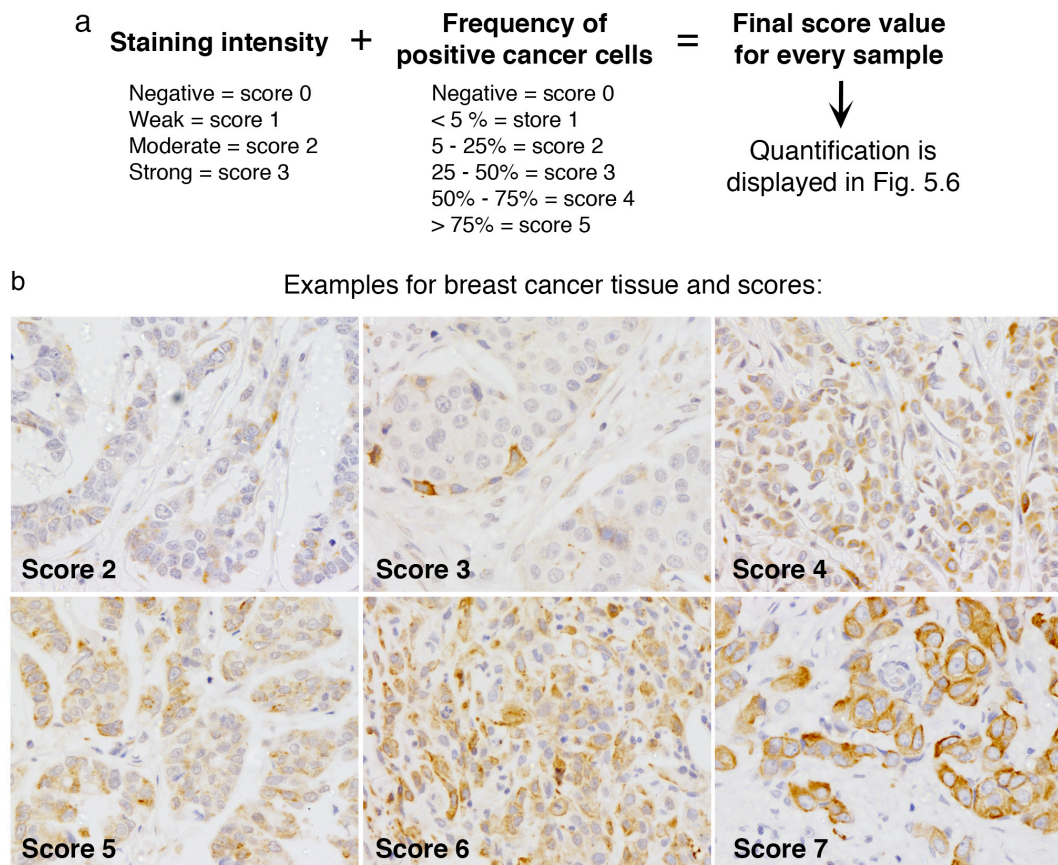 a
Staining intensity + Frequency of positive cancer cells = Final score value for every sample
Negative = score 0
Weak = score 1
Moderate = score 2
Strong = score 3
Negative = score 0
< 5 % = store 1
5 - 25% = score 2
25 - 50% = score 3
50% - 75% = score 4
> 75% = score 5
Quantification is
displayed in Fig. 5.6
b
Examples for breast cancer tissue and scores:
Score 2
Score 3
Score 4
Score 5
Score 6
Score 7